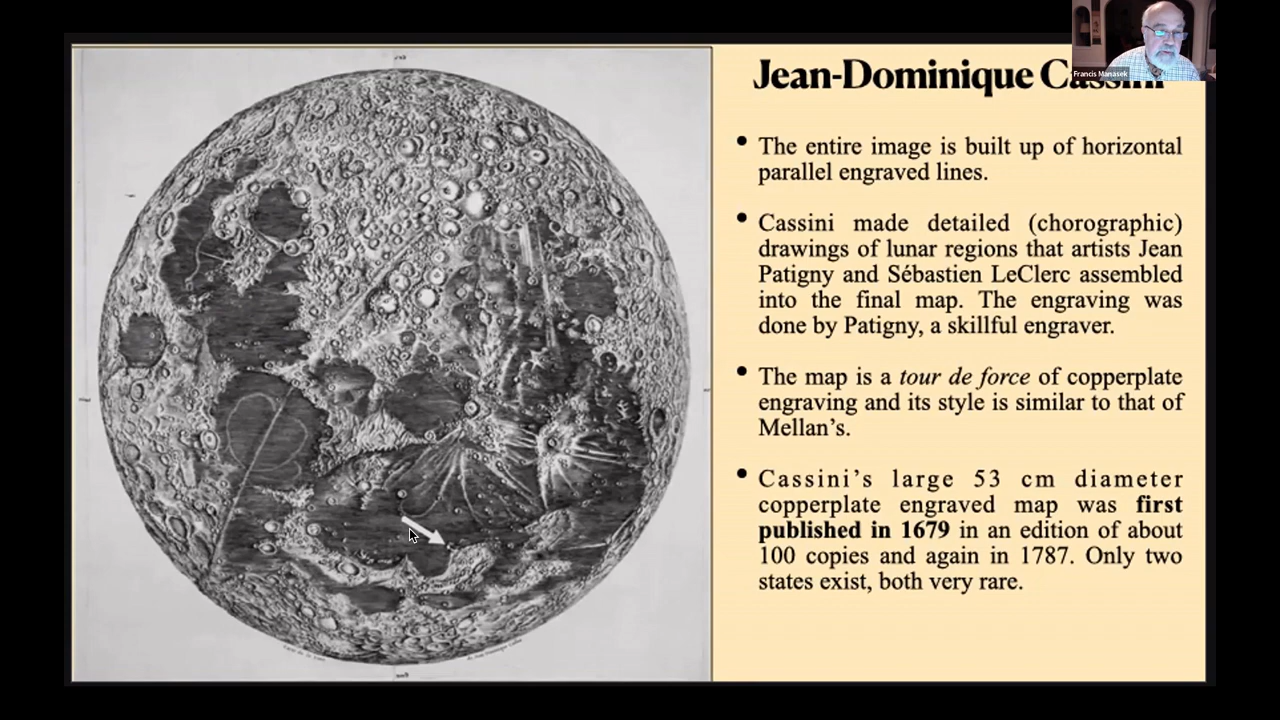 Francis Manasek
Jean-Dominique Cassini
• The entire image is built up of horizontal
parallel engraved lines.
• Cassini made detailed (chorographic)
drawings of lunar regions that artists Jean
Patigny and Sébastien LeClerc assembled
into the final map. The engraving was
done by Patigny, a skillful engraver.
• The map is a tour de force of copperplate
engraving and its style is similar to that of
Mellan’s.
• Cassini’s large 53 cm diameter
copperplate engraved map was first
published in 1679 in an edition of about
100 copies and again in 1787. Only two
states exist, both very rare.